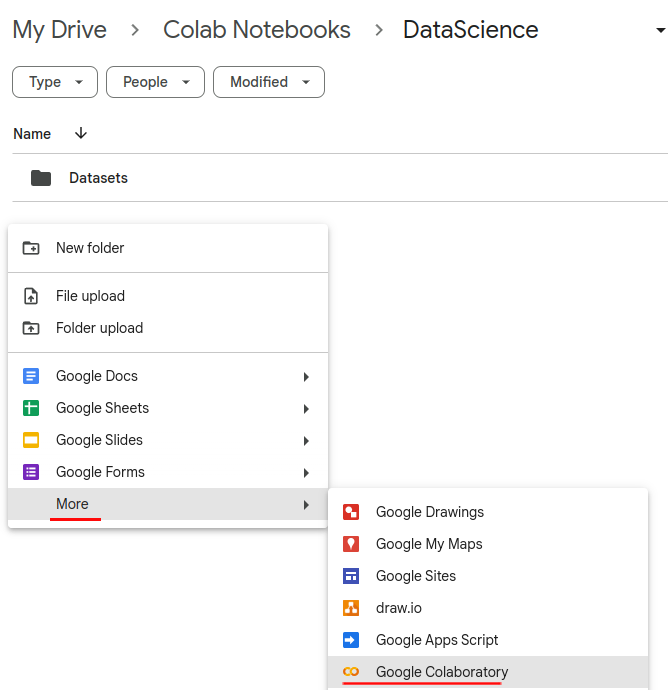 My Drive > Colab Notebooks > DataScience
Type People Modified
Name
Datasets
New folder
File upload
Folder upload
Google Docs
Google Sheets
Google Slides
Google Forms
More
Google Drawings
Google My Maps
Google Sites
draw.io
Google Apps Script
Google Colaboratory